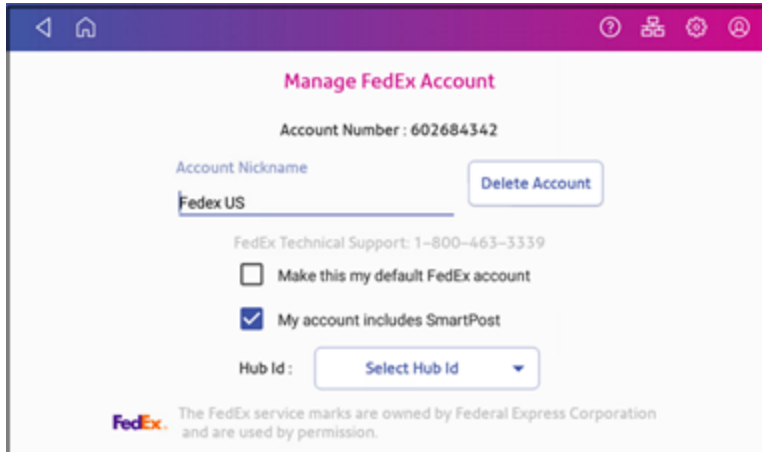 Manage FedEx Account
Account Number : 602684342
Account Nickname
Delete Account
Fedex US
FedEx Technical Support: 1-800-463-3339
Make this my default FedEx account
My account includes SmartPost
Hub Id :
Select Hub Id
FedEx.
The FedEx service marks are owned by Federal Express Corporation
and are used by permission.